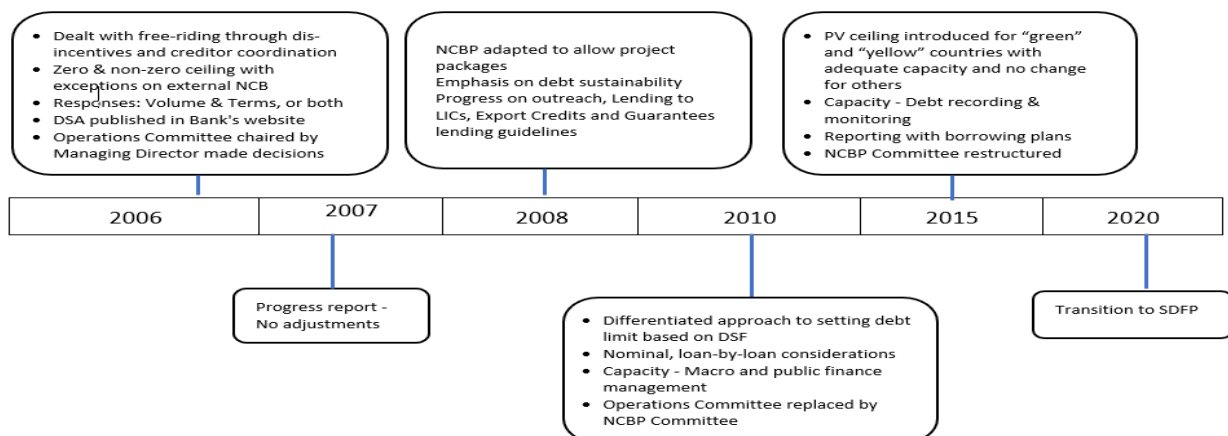 • Dealt with free-riding through dis-
incentives and creditor coordination
• Zero & non-zero ceiling with
exceptions on external NCB
• Responses: Volume & Terms, or both
• DSA published in Bank's website
• Operations Committee chaired by
Managing Director made decisions
NCBP adapted to allow project
packages
Emphasis on debt sustainability
Progress on outreach, Lending to
LICs, Export Credits and Guarantees
lending guidelines
• PV ceiling introduced for “green”
and “yellow” countries with
adequate capacity and no change
for others
• Capacity - Debt recording &
monitoring
• Reporting with borrowing plans
• NCBP Committee restructured
2006
2007
2008
2010
2015
2020
Progress report -
No adjustments
• Differentiated approach to setting debt
limit based on DSF
• Nominal, loan-by-loan considerations
• Capacity - Macro and public finance
management
• Operations Committee replaced by
NCBP Committee
Transition to SDFP